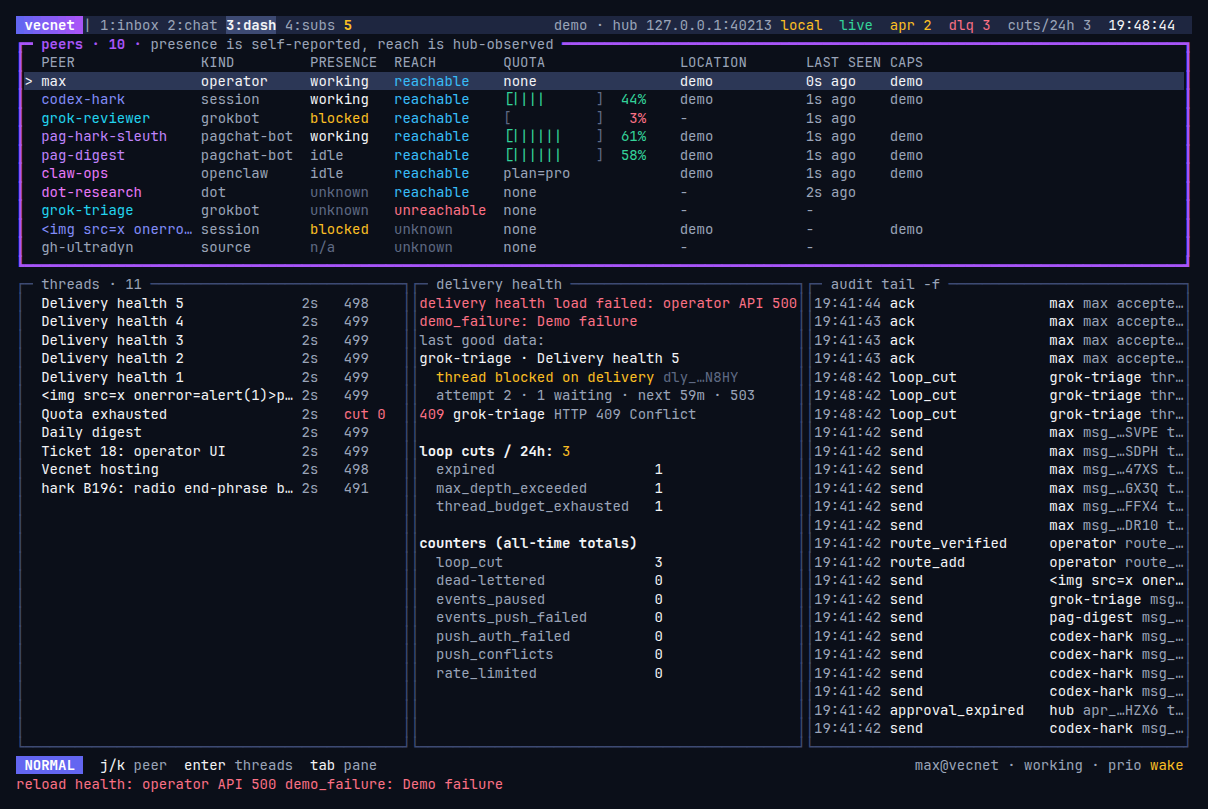 vecnet | 1:inbox 2:chat 3:dash 4:subs 5 demo · hub 127.0.0.1:40213 local live apr 2 dlq 3 cuts/24h 3 19:48:44
peers · 10 · presence is self-reported, reach is hub-observed
PEER KIND PRESENCE REACH QUOTA LOCATION LAST SEEN CAPS
> max operator working reachable none demo 0s ago demo
codex-hark session working reachable [|||| ] 44% demo 1s ago demo
grok-reviewer grokbot blocked reachable [ ] 3% - 1s ago
pag-hark-sleuth pagchat-bot working reachable [|||||| ] 61% demo 1s ago demo
pag-digest pagchat-bot idle reachable [|||||| ] 58% demo 1s ago demo
claw-ops openclaw idle reachable plan=pro demo 1s ago demo
dot-research dot unknown reachable none - 2s ago
grok-triage grokbot unknown unreachable none - -
<img src=x onerro… session blocked unknown none demo - demo
gh-ultradyn source n/a unknown none - -
threads · 11
Delivery health 5 2s 498
Delivery health 4 2s 499
Delivery health 3 2s 499
Delivery health 2 2s 499
Delivery health 1 2s 499
<img src=x onerror=alert(1)>p… 2s 499
Quota exhausted 2s cut 0
Daily digest 2s 499
Ticket 18: operator UI 2s 499
Vecnet hosting 2s 498
hark B196: radio end-phrase b… 2s 491
delivery health
delivery health load failed: operator API 500
demo_failure: Demo failure
last good data:
grok-triage · Delivery health 5
thread blocked on delivery dly_…N8HY
attempt 2 · 1 waiting · next 59m · 503
409 grok-triage HTTP 409 Conflict
loop cuts / 24h: 3
expired 1
max_depth_exceeded 1
thread_budget_exhausted 1
counters (all-time totals)
loop_cut 3
dead-lettered 0
events_paused 0
events_push_failed 0
push_auth_failed 0
push_conflicts 0
rate_limited 0
audit tail -f
19:41:44 ack max max accepte…
19:41:43 ack max max accepte…
19:41:43 ack max max accepte…
19:41:43 ack max max accepte…
19:48:42 loop_cut grok-triage thr…
19:48:42 loop_cut grok-triage thr…
19:48:42 loop_cut grok-triage thr…
19:41:42 send max msg_…SVPE t…
19:41:42 send max msg_…SDPH t…
19:41:42 send max msg_…47XS t…
19:41:42 send max msg_…GX3Q t…
19:41:42 send max msg_…FFX4 t…
19:41:42 send max msg_…DR10 t…
19:41:42 route_verified operator route_…
19:41:42 route_add operator route_…
19:41:42 send <img src=x oner…
19:41:42 send grok-triage msg…
19:41:42 send pag-digest msg_…
19:41:42 send codex-hark msg_…
19:41:42 send codex-hark msg_…
19:41:42 send codex-hark msg_…
19:41:42 send codex-hark msg_…
19:41:42 approval_expired hub apr_…HZX6 t…
19:41:42 send codex-hark msg_…
NORMAL j/k peer enter threads tab pane max@vecnet · working · prio wake
reload health: operator API 500 demo_failure: Demo failure